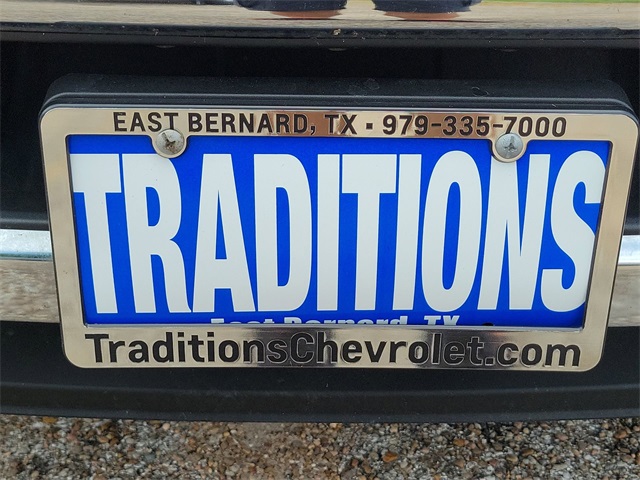 EAST BERNARD, TX - 979-335-7000
TRADITIONS
East Bernard, TX
TraditionsChevrolet.com